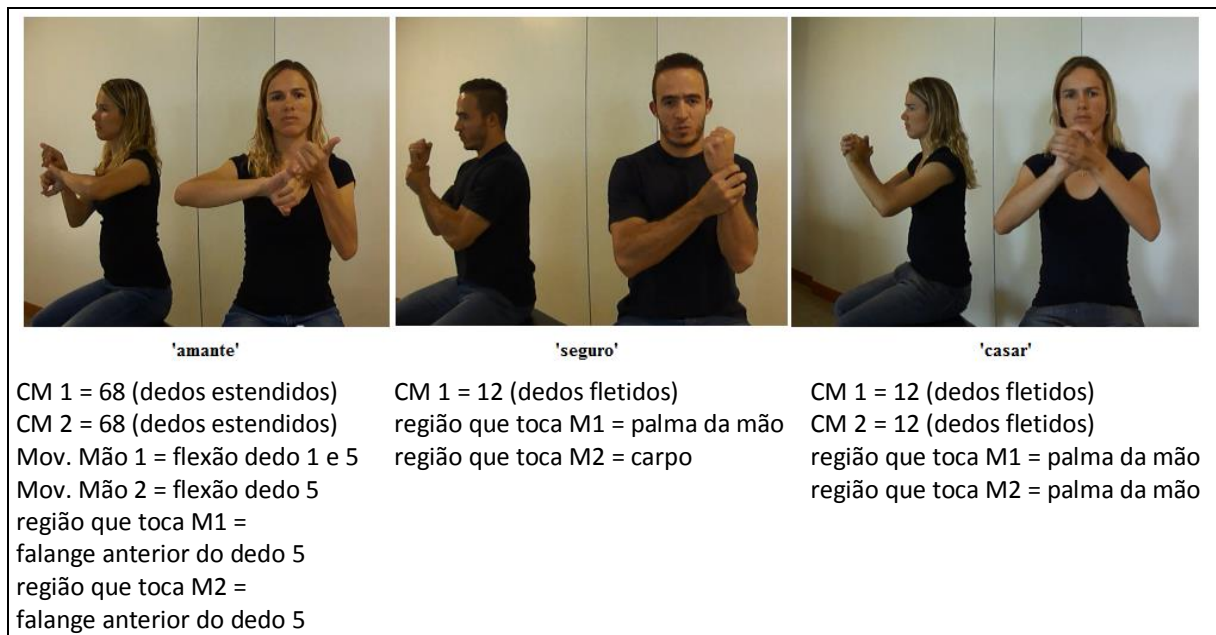 'amante'
'seguro'
'casar'
CM 1 = 68 (dedos estendidos)
CM 2 = 68 (dedos estendidos)
Mov. Mão 1 = flexão dedo 1 e 5
Mov. Mão 2 = flexão dedo 5
região que toca M1 =
falange anterior do dedo 5
região que toca M2 =
falange anterior do dedo 5
CM 1 = 12 (dedos fletidos)
região que toca M1 = palma da mão
região que toca M2 = carpo
CM 1 = 12 (dedos fletidos)
CM 2 = 12 (dedos fletidos)
região que toca M1 = palma da mão
região que toca M2 = palma da mão